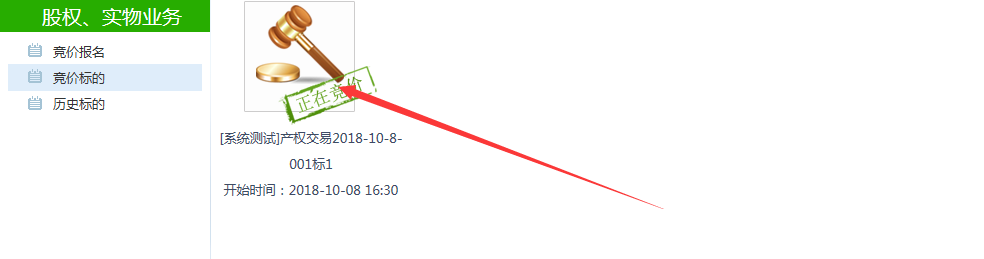 股权、实物业务
竞价报名
竞价标的
历史标的
正在竞价
[系统测试]产权交易2018-10-8-
001标1
开始时间：2018-10-08 16:30